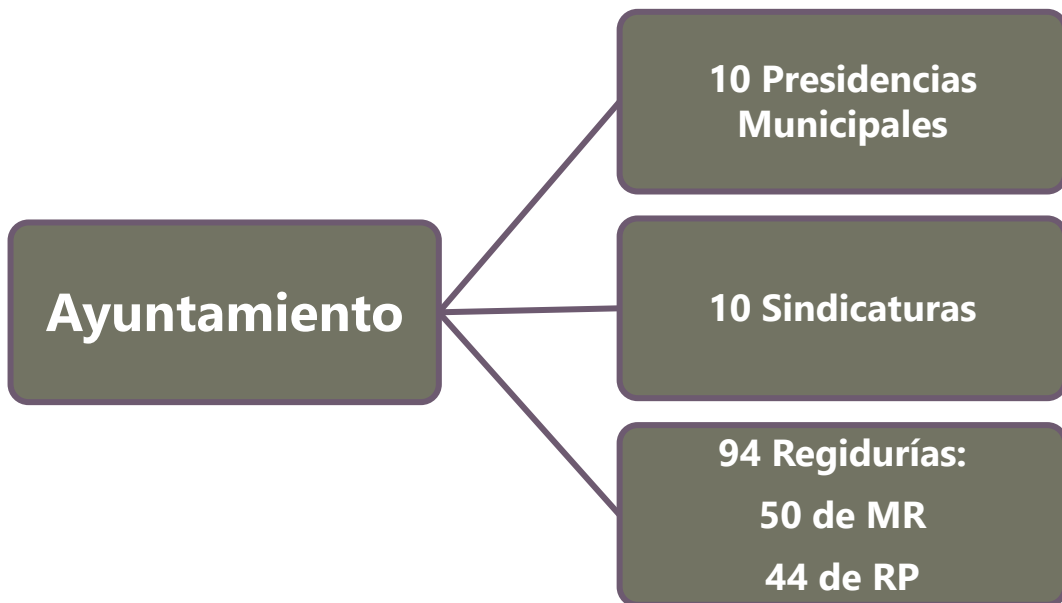 Ayuntamiento
10 Presidencias
Municipales
10 Sindicaturas
94 Regidurías:
50 de MR
44 de RP